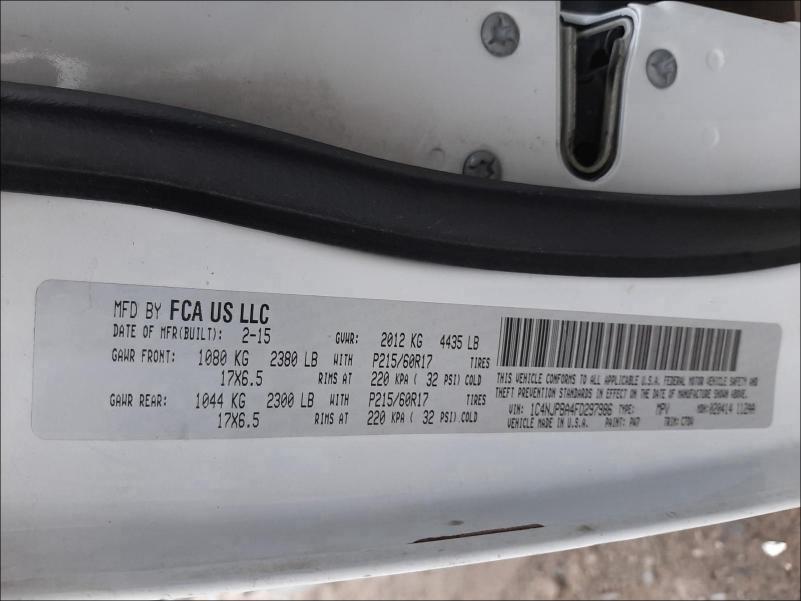 MFD BY FCA US LLC
DATE OF MFR(BUILT): 2-15 GVWR: 2012 KG 4435 LB
GAWR FRONT: 1080 KG 2380 LB WITH P215/60R17 TIRES
17X6.5 RIMS AT 220 KPA ( 32 PSI) COLD
GAWR REAR: 1044 KG 2300 LB WITH P215/60R17 TIRES
17X6.5 RIMS AT 220 KPA ( 32 PSI) COLD
THIS VEHICLE CONFORMS TO ALL APPLICABLE U.S.A. FEDERAL MOTOR VEHICLE SAFETY AND
THEFT PREVENTION STANDARDS IN EFFECT ON THE DATE OF MANUFACTURE SHOWN ABOVE.
VIN: 1C4NJPBA4FD297986 TYPE: MPV MDH: 020414 112AA
VEHICLE MADE IN U.S.A. PAINT: PW7 TRIM: